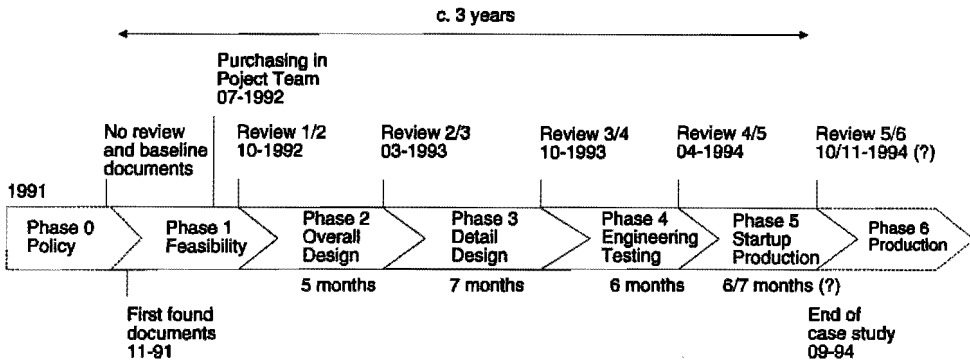 c. 3 years
Purchasing in
Poject Team
07-1992
No review
and baseline
documents
Review 1/2
10-1992
Review 2/3
03-1993
Review 3/4
10-1993
Review 4/5
04-1994
Review 5/6
10/11-1994 (?)
1991
Phase 0
Policy
Phase 1
Feasibility
Phase 2
Overall
Design
Phase 3
Detail
Design
Phase 4
Engineering
Testing
Phase 5
Startup
Production
Phase 6
Production
5 months
7 months
6 months
6/7 months (?)
First found
documents
11-91
End of
case study
09-94